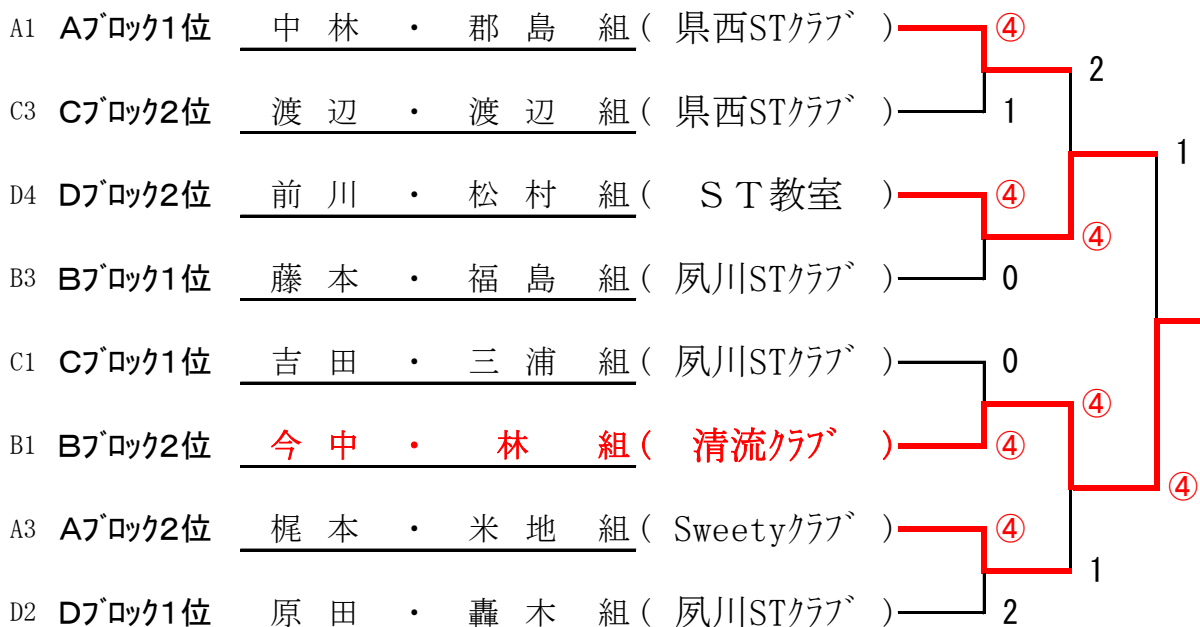 A1 Aﾌﾞﾛｯｸ1位 中林・郡島組(県西STｸﾗﾌﾞ) ④
2
C3 Cﾌﾞﾛｯｸ2位 渡辺・渡辺組(県西STｸﾗﾌﾞ) 1
1
D4 Dﾌﾞﾛｯｸ2位 前川・松村組(ＳＴ教室) ④
④
B3 Bﾌﾞﾛｯｸ1位 藤本・福島組(夙川STｸﾗﾌﾞ) 0
C1 Cﾌﾞﾛｯｸ1位 吉田・三浦組(夙川STｸﾗﾌﾞ) 0
④
B1 Bﾌﾞﾛｯｸ2位 今中・林組(清流ｸﾗﾌﾞ) ④
④
A3 Aﾌﾞﾛｯｸ2位 梶本・米地組(Sweetyｸﾗﾌﾞ) ④
1
D2 Dﾌﾞﾛｯｸ1位 原田・轟木組(夙川STｸﾗﾌﾞ) 2